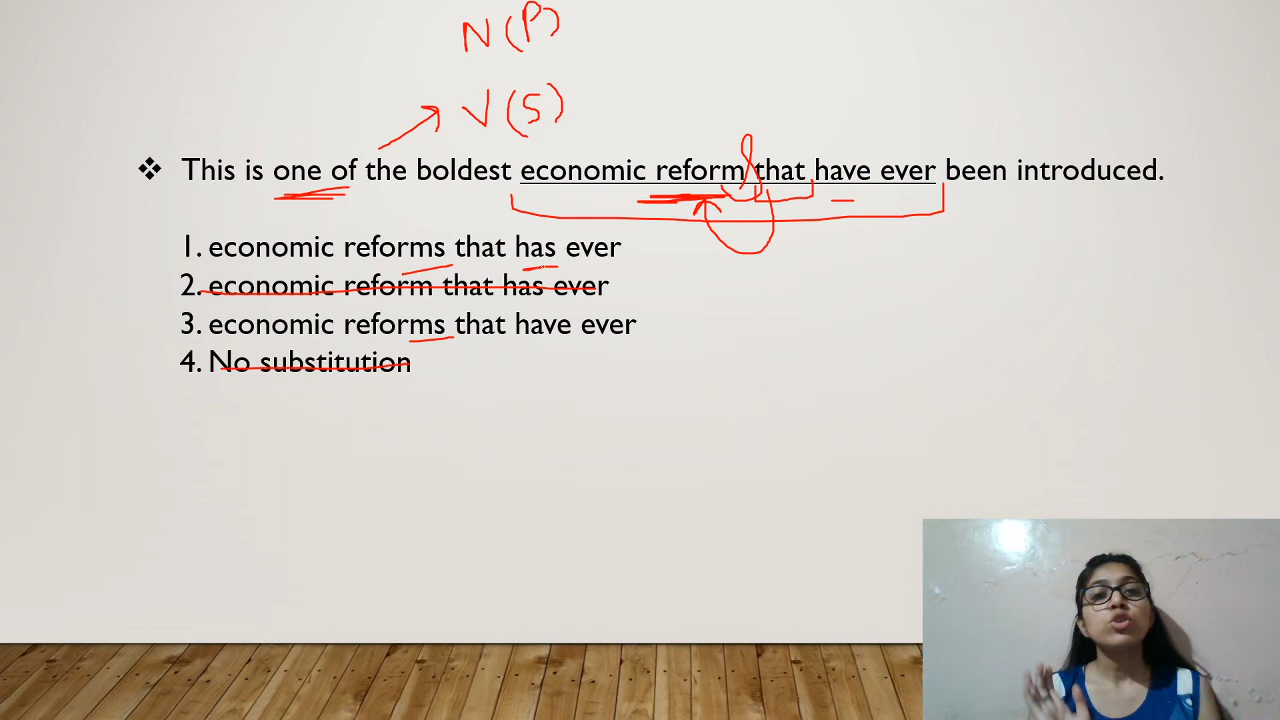 N (P)
V (S)
❖ This is one of the boldest economic reform that have ever been introduced.
1. economic reforms that has ever
2. economic reform that has ever
3. economic reforms that have ever
4. No substitution